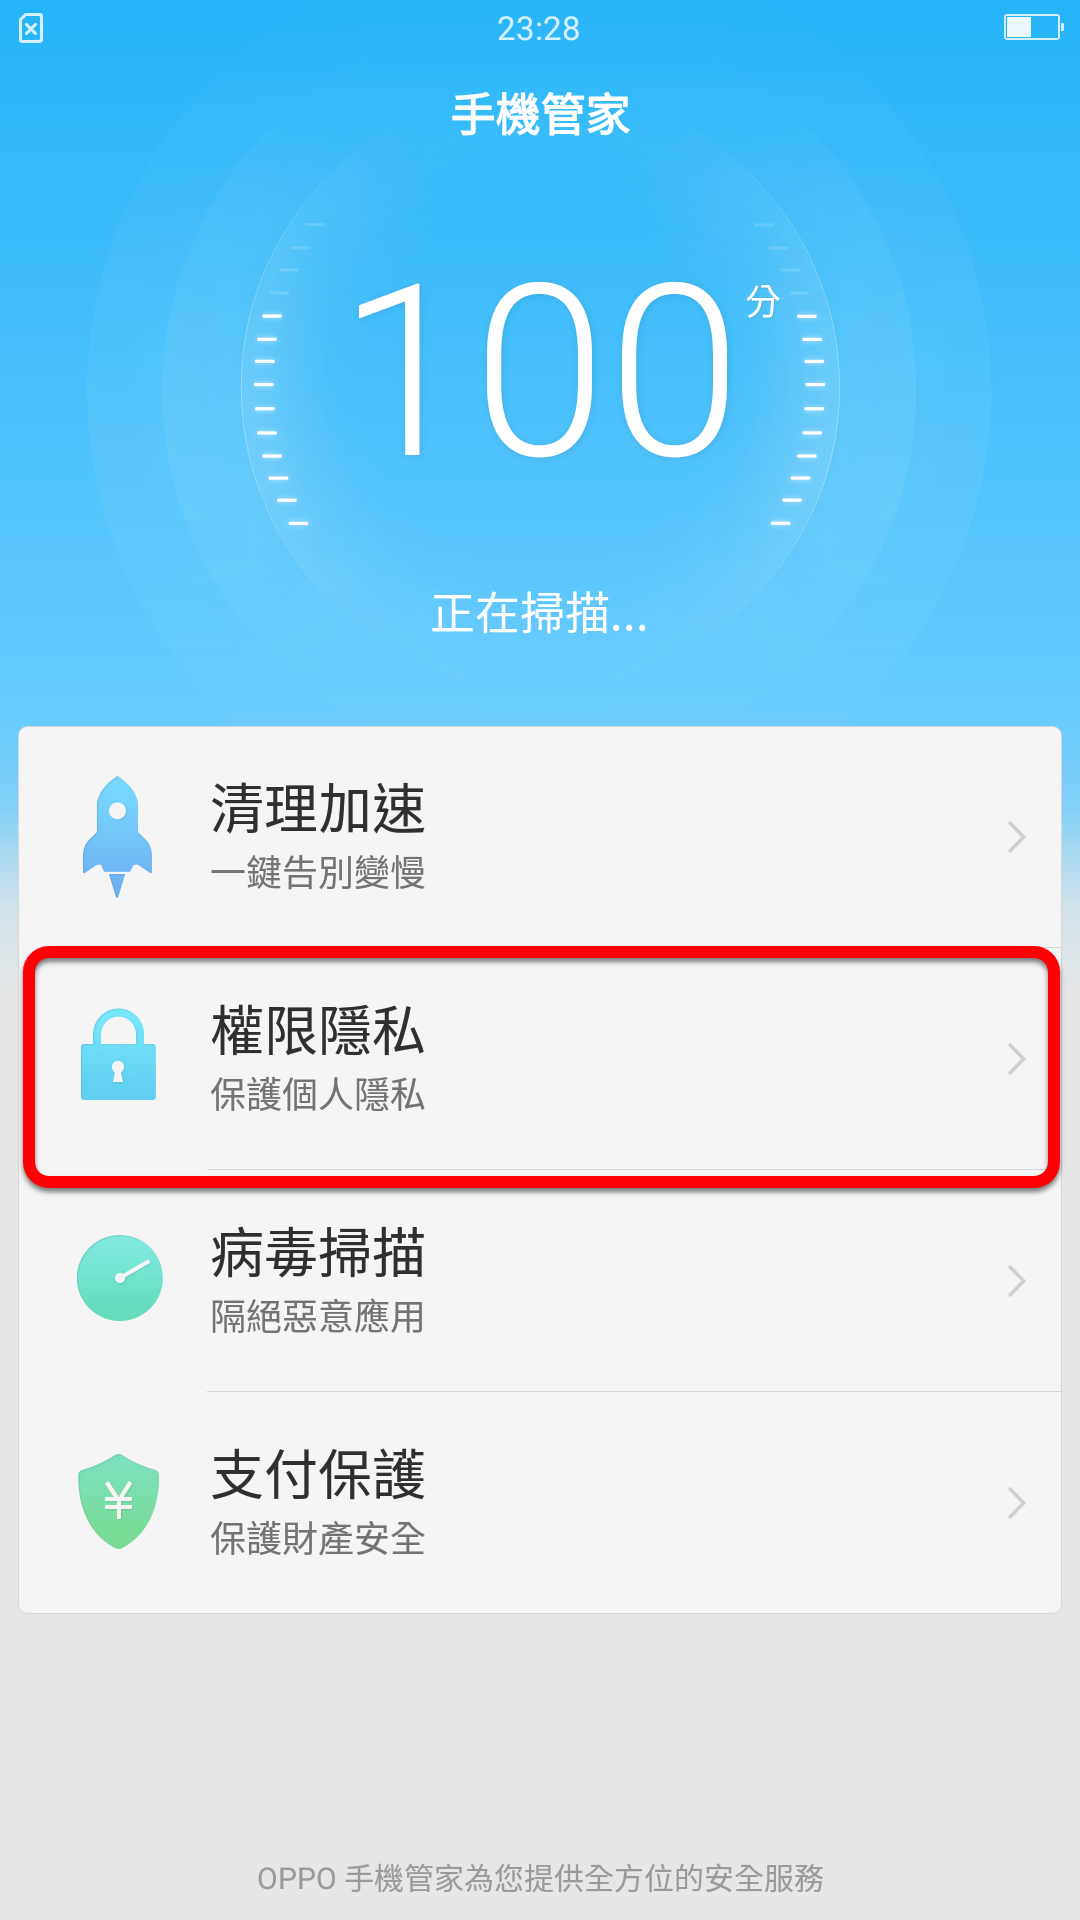 23:28
手機管家
100分
正在掃描...
清理加速
一鍵告別變慢
權限隱私
保護個人隱私
病毒掃描
隔絕惡意應用
¥
支付保護
保護財產安全
OPPO 手機管家為您提供全方位的安全服務